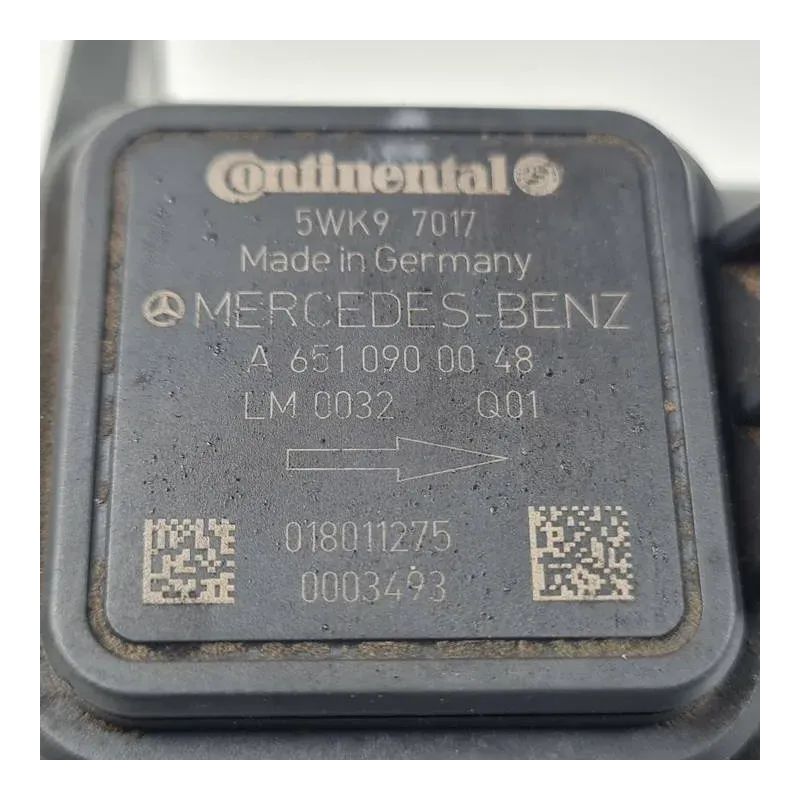 Continental
5WK9 7017
Made in Germany
MERCEDES-BENZ
A 651 090 00 48
LM 0032 Q01
018011275
0003493